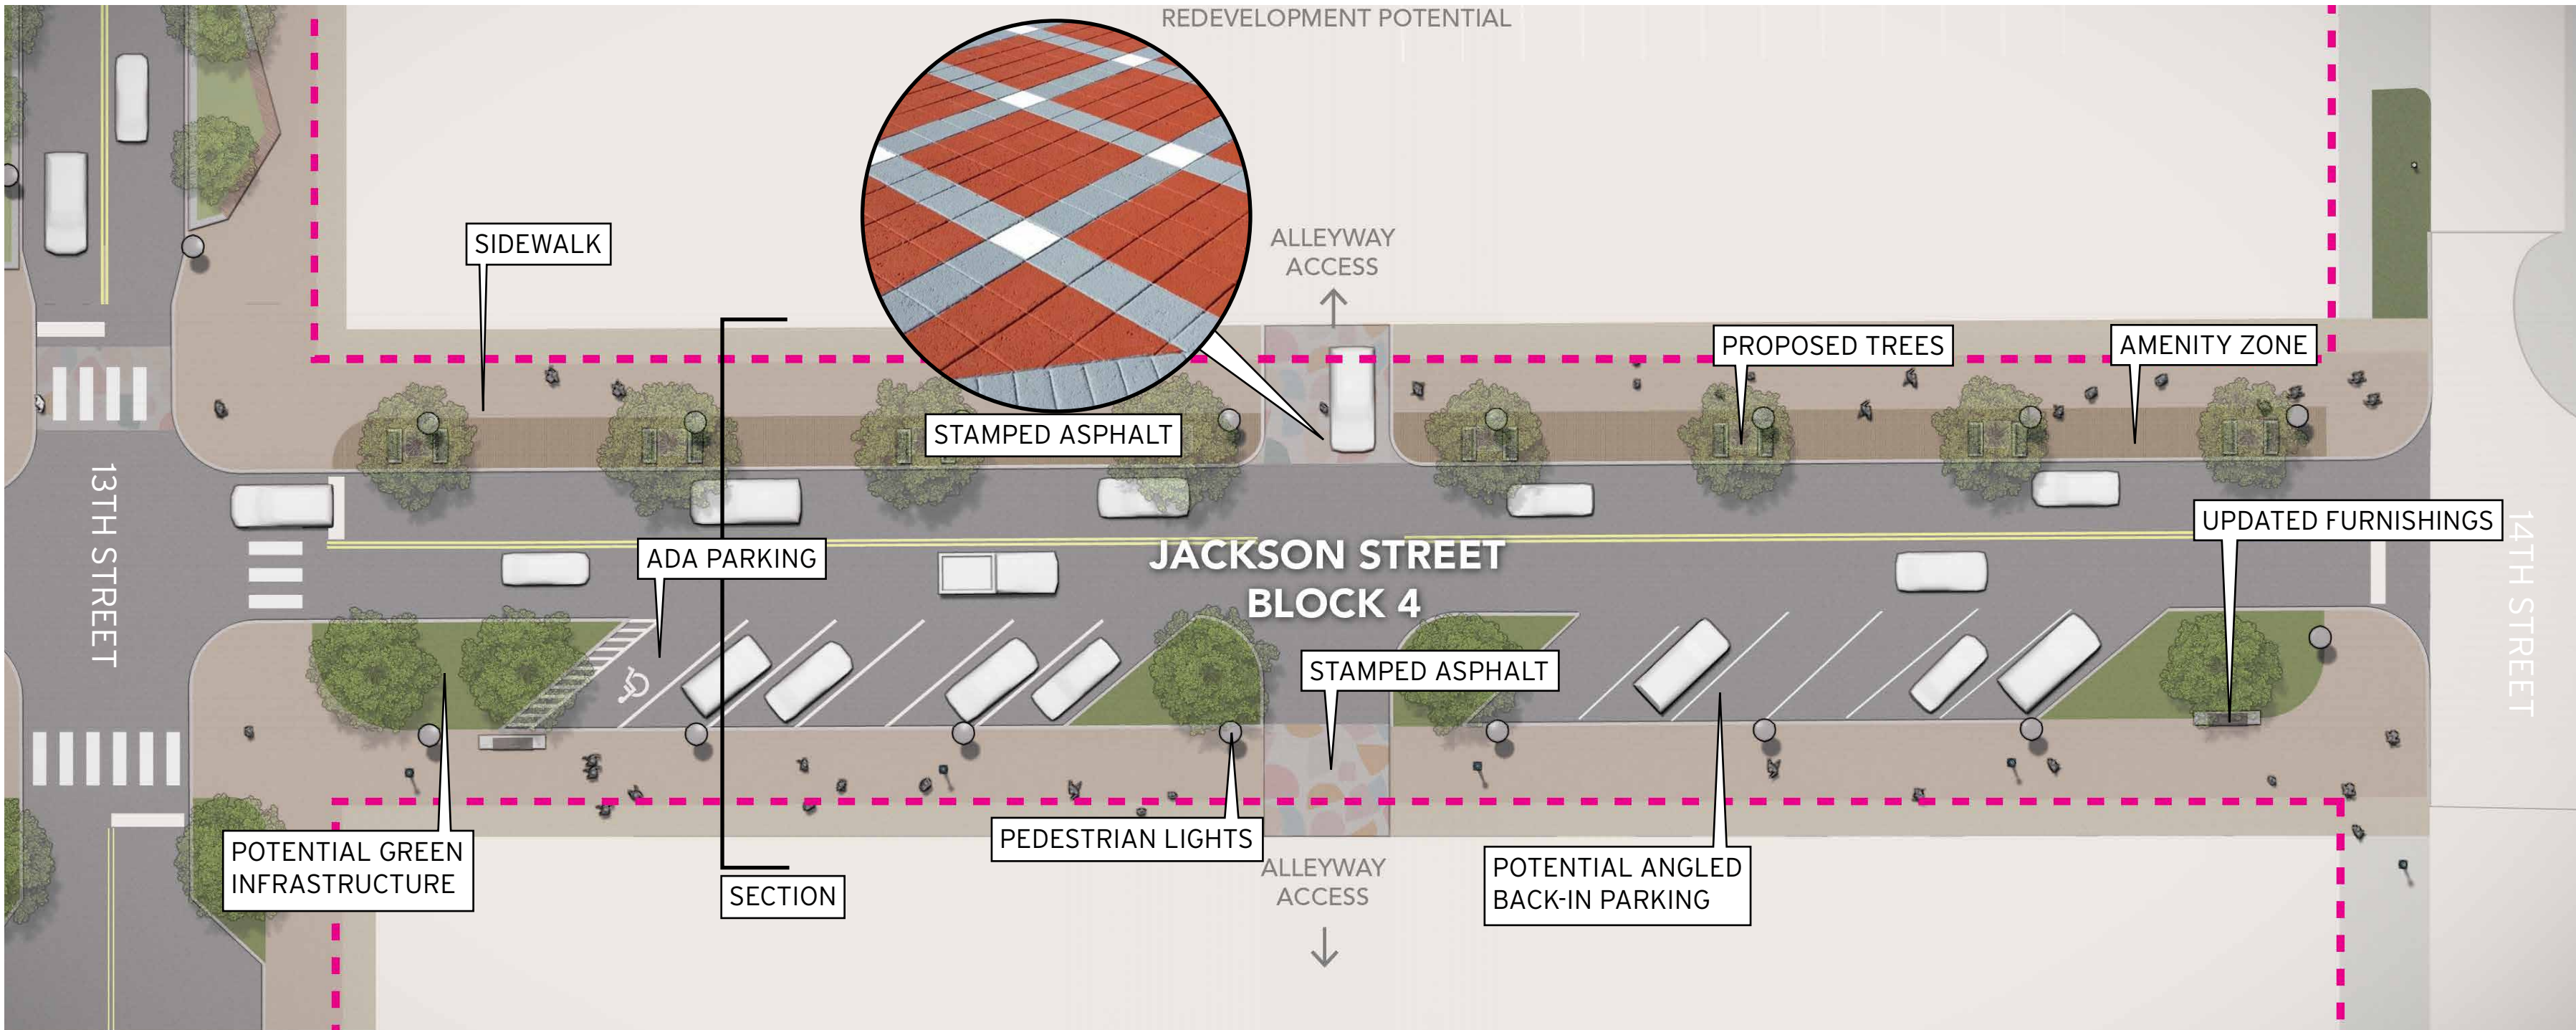 REDEVELOPMENT POTENTIAL
SIDEWALK
ALLEYWAY
ACCESS
PROPOSED TREES
AMENITY ZONE
STAMPED ASPHALT
13TH STREET
UPDATED FURNISHINGS
14TH STREET
ADA PARKING
JACKSON STREET
BLOCK 4
STAMPED ASPHALT
PEDESTRIAN LIGHTS
POTENTIAL GREEN
INFRASTRUCTURE
SECTION
ALLEYWAY
ACCESS
POTENTIAL ANGLED
BACK-IN PARKING